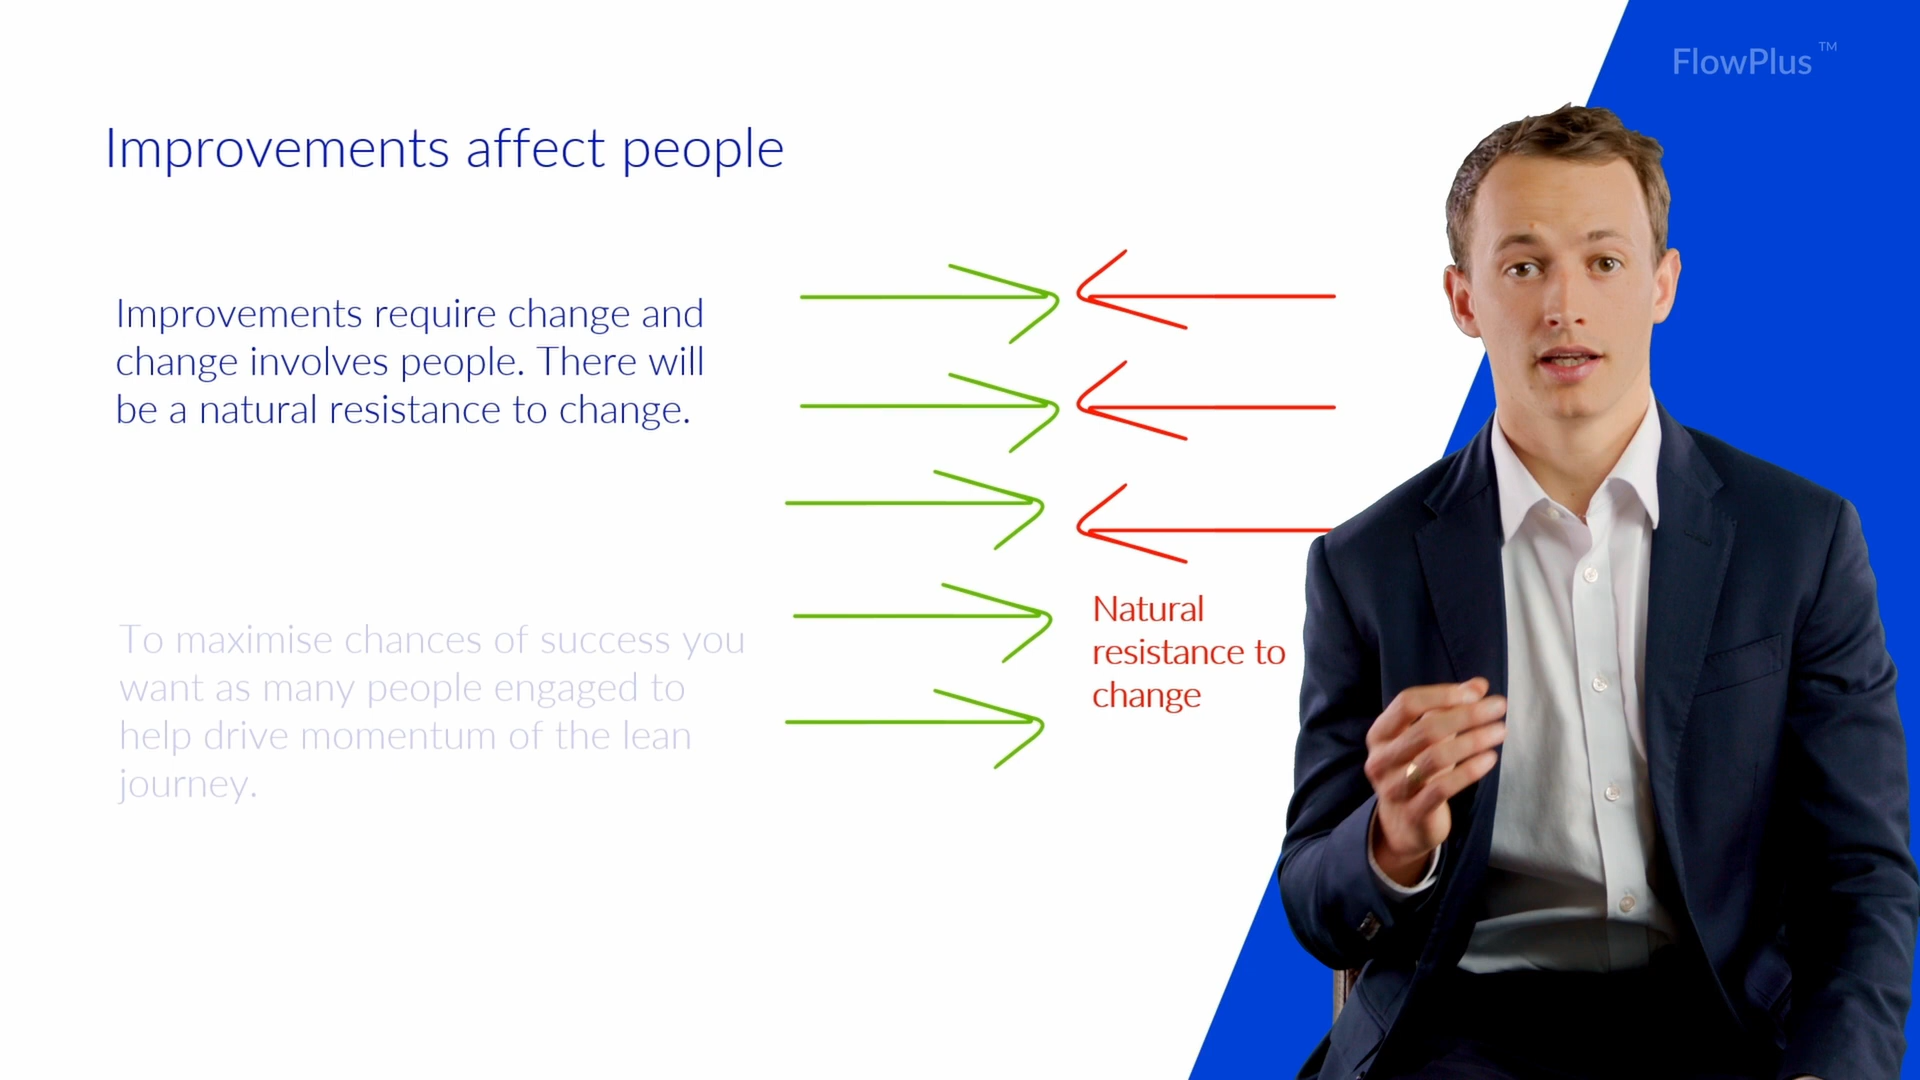 FlowPlus™
Improvements affect people
Improvements require change and
change involves people. There will
be a natural resistance to change.
To maximise chances of success you
want as many people engaged to
help drive momentum of the lean
journey.
Natural
resistance to
change